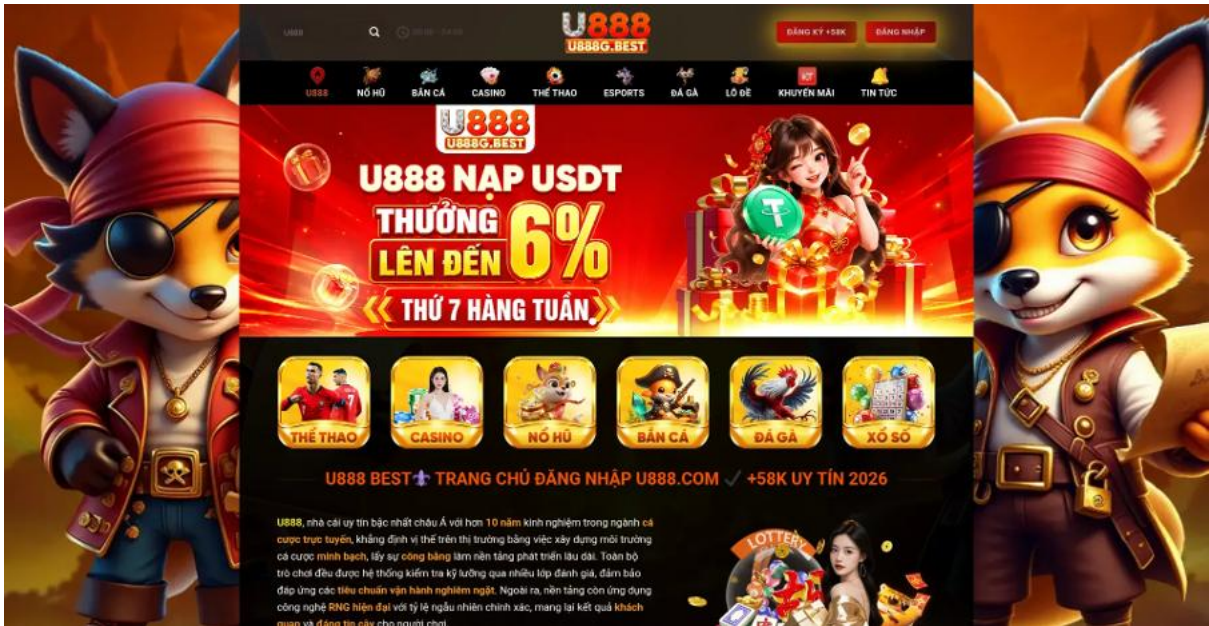 U888
U888
U888G.BEST
ĐĂNG KÝ +58K
ĐĂNG NHẬP
U888
NỔ HŨ
BẮN CÁ
CASINO
THỂ THAO
ESPORTS
ĐÁ GÀ
LÔ ĐỀ
KHUYẾN MÃI
TIN TỨC
U888
U888G.BEST
U888 NẠP USDT
THƯỞNG
LÊN ĐẾN
6%
THỨ 7 HÀNG TUẦN
THỂ THAO
CASINO
NỔ HŨ
BẮN CÁ
ĐÁ GÀ
XỔ SỐ
U888 BEST⚜️ TRANG CHỦ ĐĂNG NHẬP U888.COM ✔️ +58K UY TÍN 2026
U888, nhà cái uy tín bậc nhất châu Á với hơn 10 năm kinh nghiệm trong ngành cá
cược trực tuyến, khẳng định vị thế trên thị trường bằng việc xây dựng môi trường
cá cược minh bạch, lấy sự công bằng làm nền tảng phát triển lâu dài. Toàn bộ
trò chơi đều được hệ thống kiểm tra kỹ lưỡng qua nhiều lớp đánh giá, đảm bảo
đáp ứng các tiêu chuẩn vận hành nghiêm ngặt. Ngoài ra, nền tảng còn ứng dụng
công nghệ RNG hiện đại với tỷ lệ ngẫu nhiên chính xác, mang lại kết quả khách
quan và đáng tin cậy cho người chơi.
LOTTERY